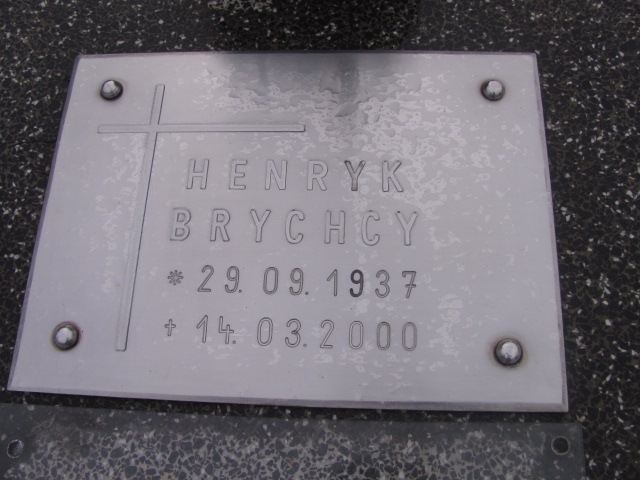 HENRYK
BRYCHCY
* 29.09.1937
+ 14.03.2000